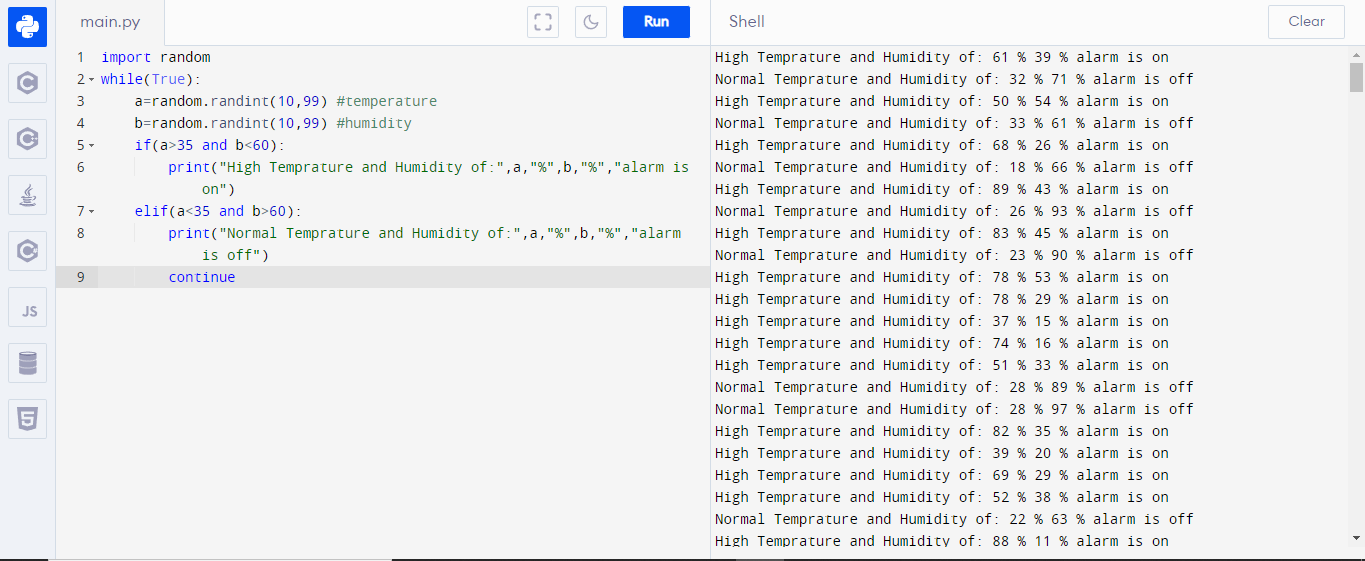 main.py
Run
Shell
Clear
1 import random
2 while(True):
3 a=random.randint(10,99) #temperature
4 b=random.randint(10,99) #humidity
5 if(a>35 and b<60):
6 print("High Temprature and Humidity of:",a,"%",b,"%","alarm is
on")
7 elif(a<35 and b>60):
8 print("Normal Temprature and Humidity of:",a,"%",b,"%","alarm
is off")
9 continue
JS
High Temprature and Humidity of: 61 % 39 % alarm is on
Normal Temprature and Humidity of: 32 % 71 % alarm is off
High Temprature and Humidity of: 50 % 54 % alarm is on
Normal Temprature and Humidity of: 33 % 61 % alarm is off
High Temprature and Humidity of: 68 % 26 % alarm is on
Normal Temprature and Humidity of: 18 % 66 % alarm is off
High Temprature and Humidity of: 89 % 43 % alarm is on
Normal Temprature and Humidity of: 26 % 93 % alarm is off
High Temprature and Humidity of: 83 % 45 % alarm is on
Normal Temprature and Humidity of: 23 % 90 % alarm is off
High Temprature and Humidity of: 78 % 53 % alarm is on
High Temprature and Humidity of: 78 % 29 % alarm is on
High Temprature and Humidity of: 37 % 15 % alarm is on
High Temprature and Humidity of: 74 % 16 % alarm is on
High Temprature and Humidity of: 51 % 33 % alarm is on
Normal Temprature and Humidity of: 28 % 89 % alarm is off
Normal Temprature and Humidity of: 28 % 97 % alarm is off
High Temprature and Humidity of: 82 % 35 % alarm is on
High Temprature and Humidity of: 39 % 20 % alarm is on
High Temprature and Humidity of: 69 % 29 % alarm is on
High Temprature and Humidity of: 52 % 38 % alarm is on
Normal Temprature and Humidity of: 22 % 63 % alarm is off
High Temprature and Humidity of: 88 % 11 % alarm is on